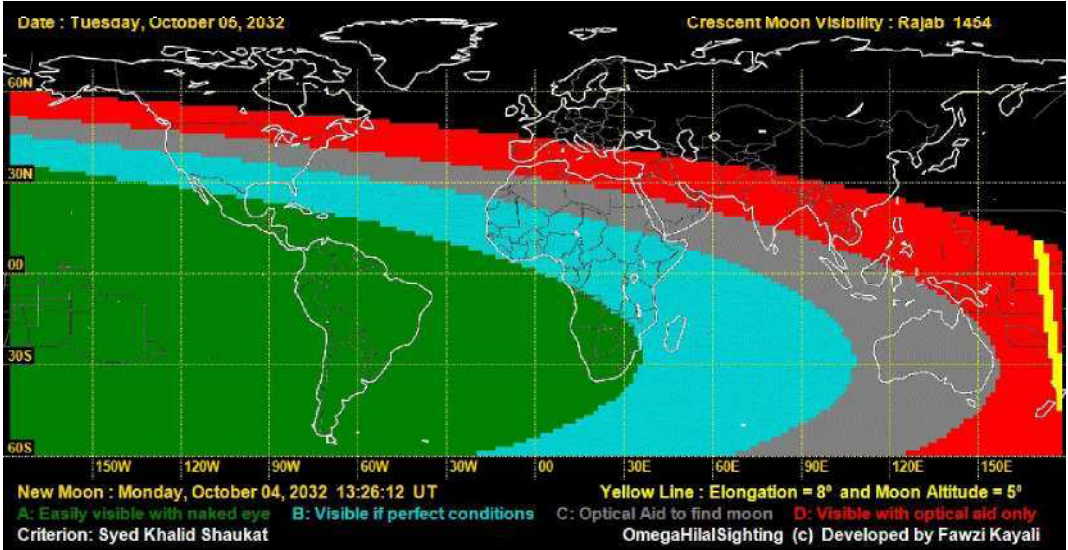 Date : Tuesday, October 05, 2032 Crescent Moon Visibility : Rajab 1454
60N
30N
00
30S
60S
150W 120W 90W 60W 30W 00 30E 60E 90E 120E 150E
New Moon : Monday, October 04, 2032 13:26:12 UT Yellow Line : Elongation = 8º and Moon Altitude = 5º
A: Easily visible with naked eye B: Visible if perfect conditions C: Optical Aid to find moon D: Visible with optical aid only
Criterion: Syed Khalid Shaukat OmegaHilalSighting (c) Developed by Fawzi Kayali